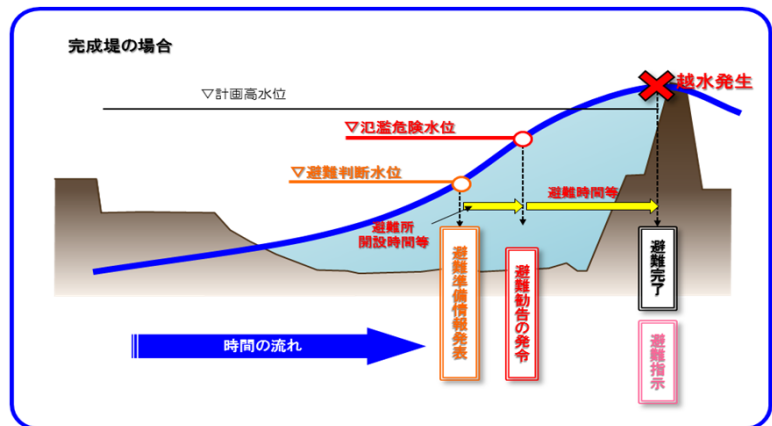 完成堤の場合
越水発生
▽計画高水位
▽氾濫危険水位
▽避難判断水位
避難時間等
避難所
開設時間等
避難準備情報発表
避難勧告の発令
避難完了
避難指示
時間の流れ